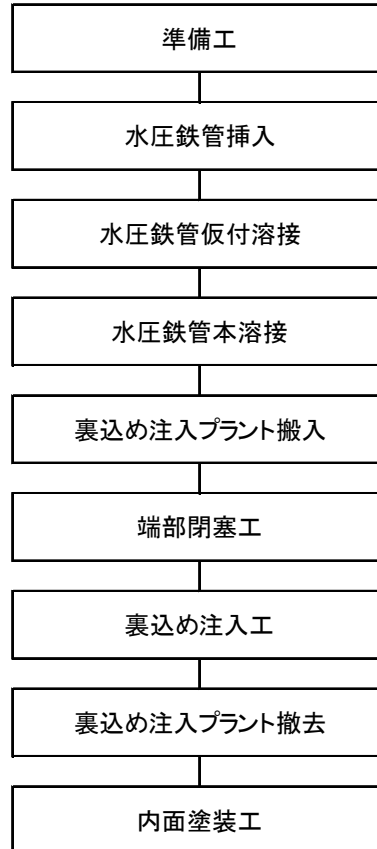 準備工
水圧鉄管挿入
水圧鉄管仮付溶接
水圧鉄管本溶接
裏込め注入プラント搬入
端部閉塞工
裏込め注入工
裏込め注入プラント撤去
内面塗装工